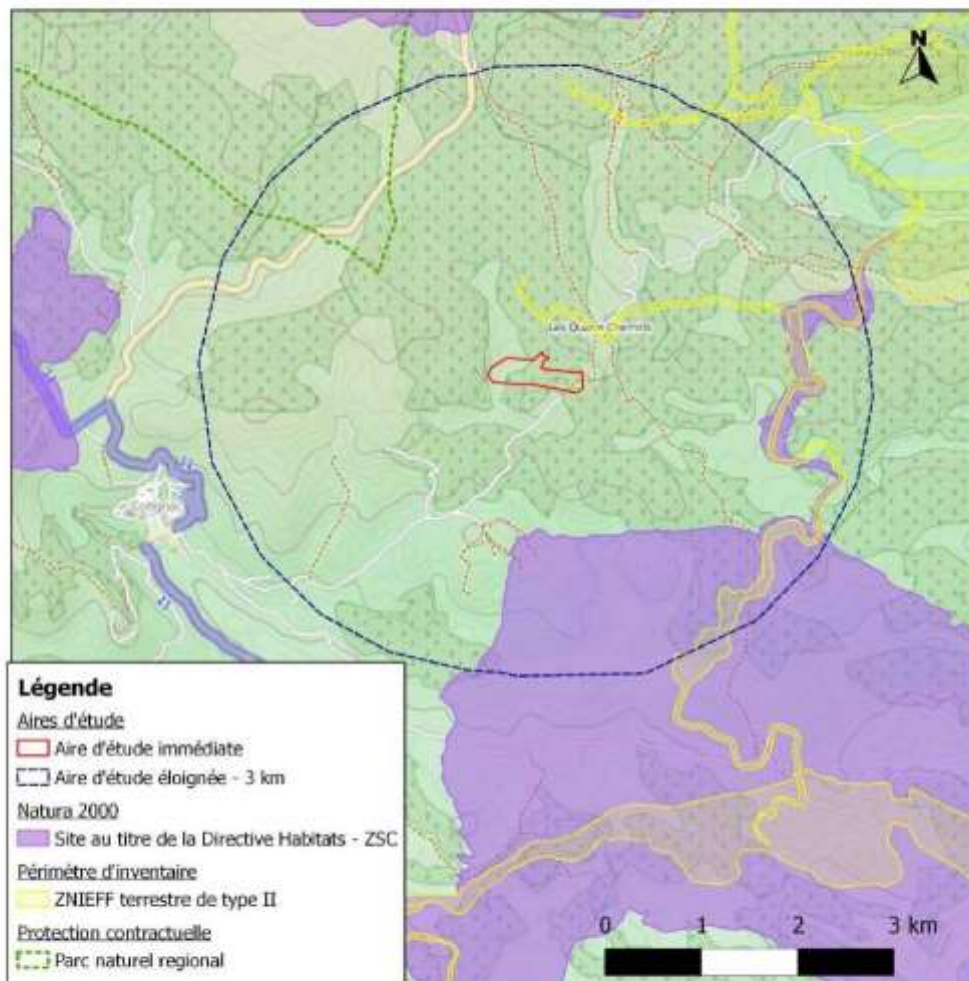 N
Les Quatre Chemins
Cotignac
Légende
Aires d'étude
Aire d'étude immédiate
Aire d'étude éloignée - 3 km
Natura 2000
Site au titre de la Directive Habitats - ZSC
Périmètre d'inventaire
ZNIEFF terrestre de type II
Protection contractuelle
Parc naturel regional
0 1 2 3 km